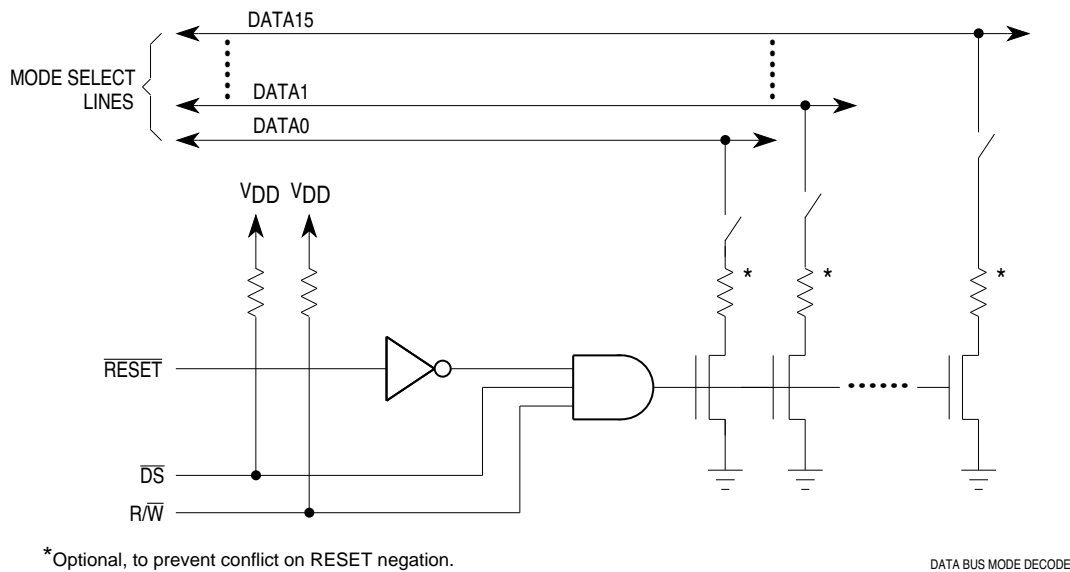 DATA15
MODE SELECT
LINES
DATA1
DATA0
VDD VDD
* * *
RESET
DS
R/W
*Optional, to prevent conflict on RESET negation.
DATA BUS MODE DECODE